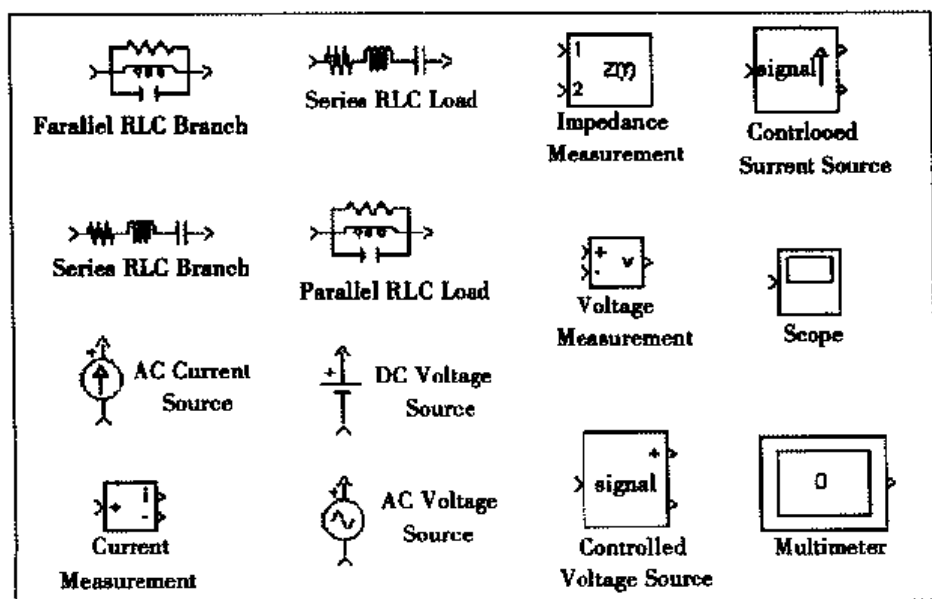 Faraliel RLC Branch
Series RLC Load
1
2
Z(f)
Impedance
Measurement
signal
Contrlooed
Surrent Source
Series RLC Branch
Parallel RLC Load
+
-
v
Voltage
Measurement
Scope
+
AC Current
Source
+
DC Voltage
Source
+
i
-
Current
Measurement
+
AC Voltage
Source
+
signal
Controlled
Voltage Source
0
Multimeter